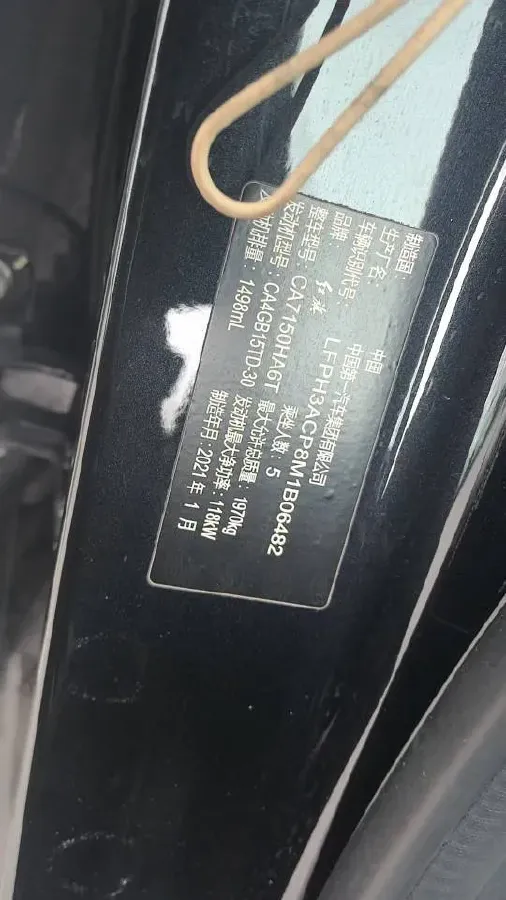 制造国： 中国
生产厂名： 中国第一汽车集团有限公司
车辆识别代号： LFPH3ACP8M1B06482
品牌： 红旗 乘坐人数：5
整车型号：CA7150HA6T 最大允许总质量：1970kg
发动机型号：CA4GB15TD-30 发动机最大净功率：118KW
发动机排量：1498mL 制造年月：2021年 1月